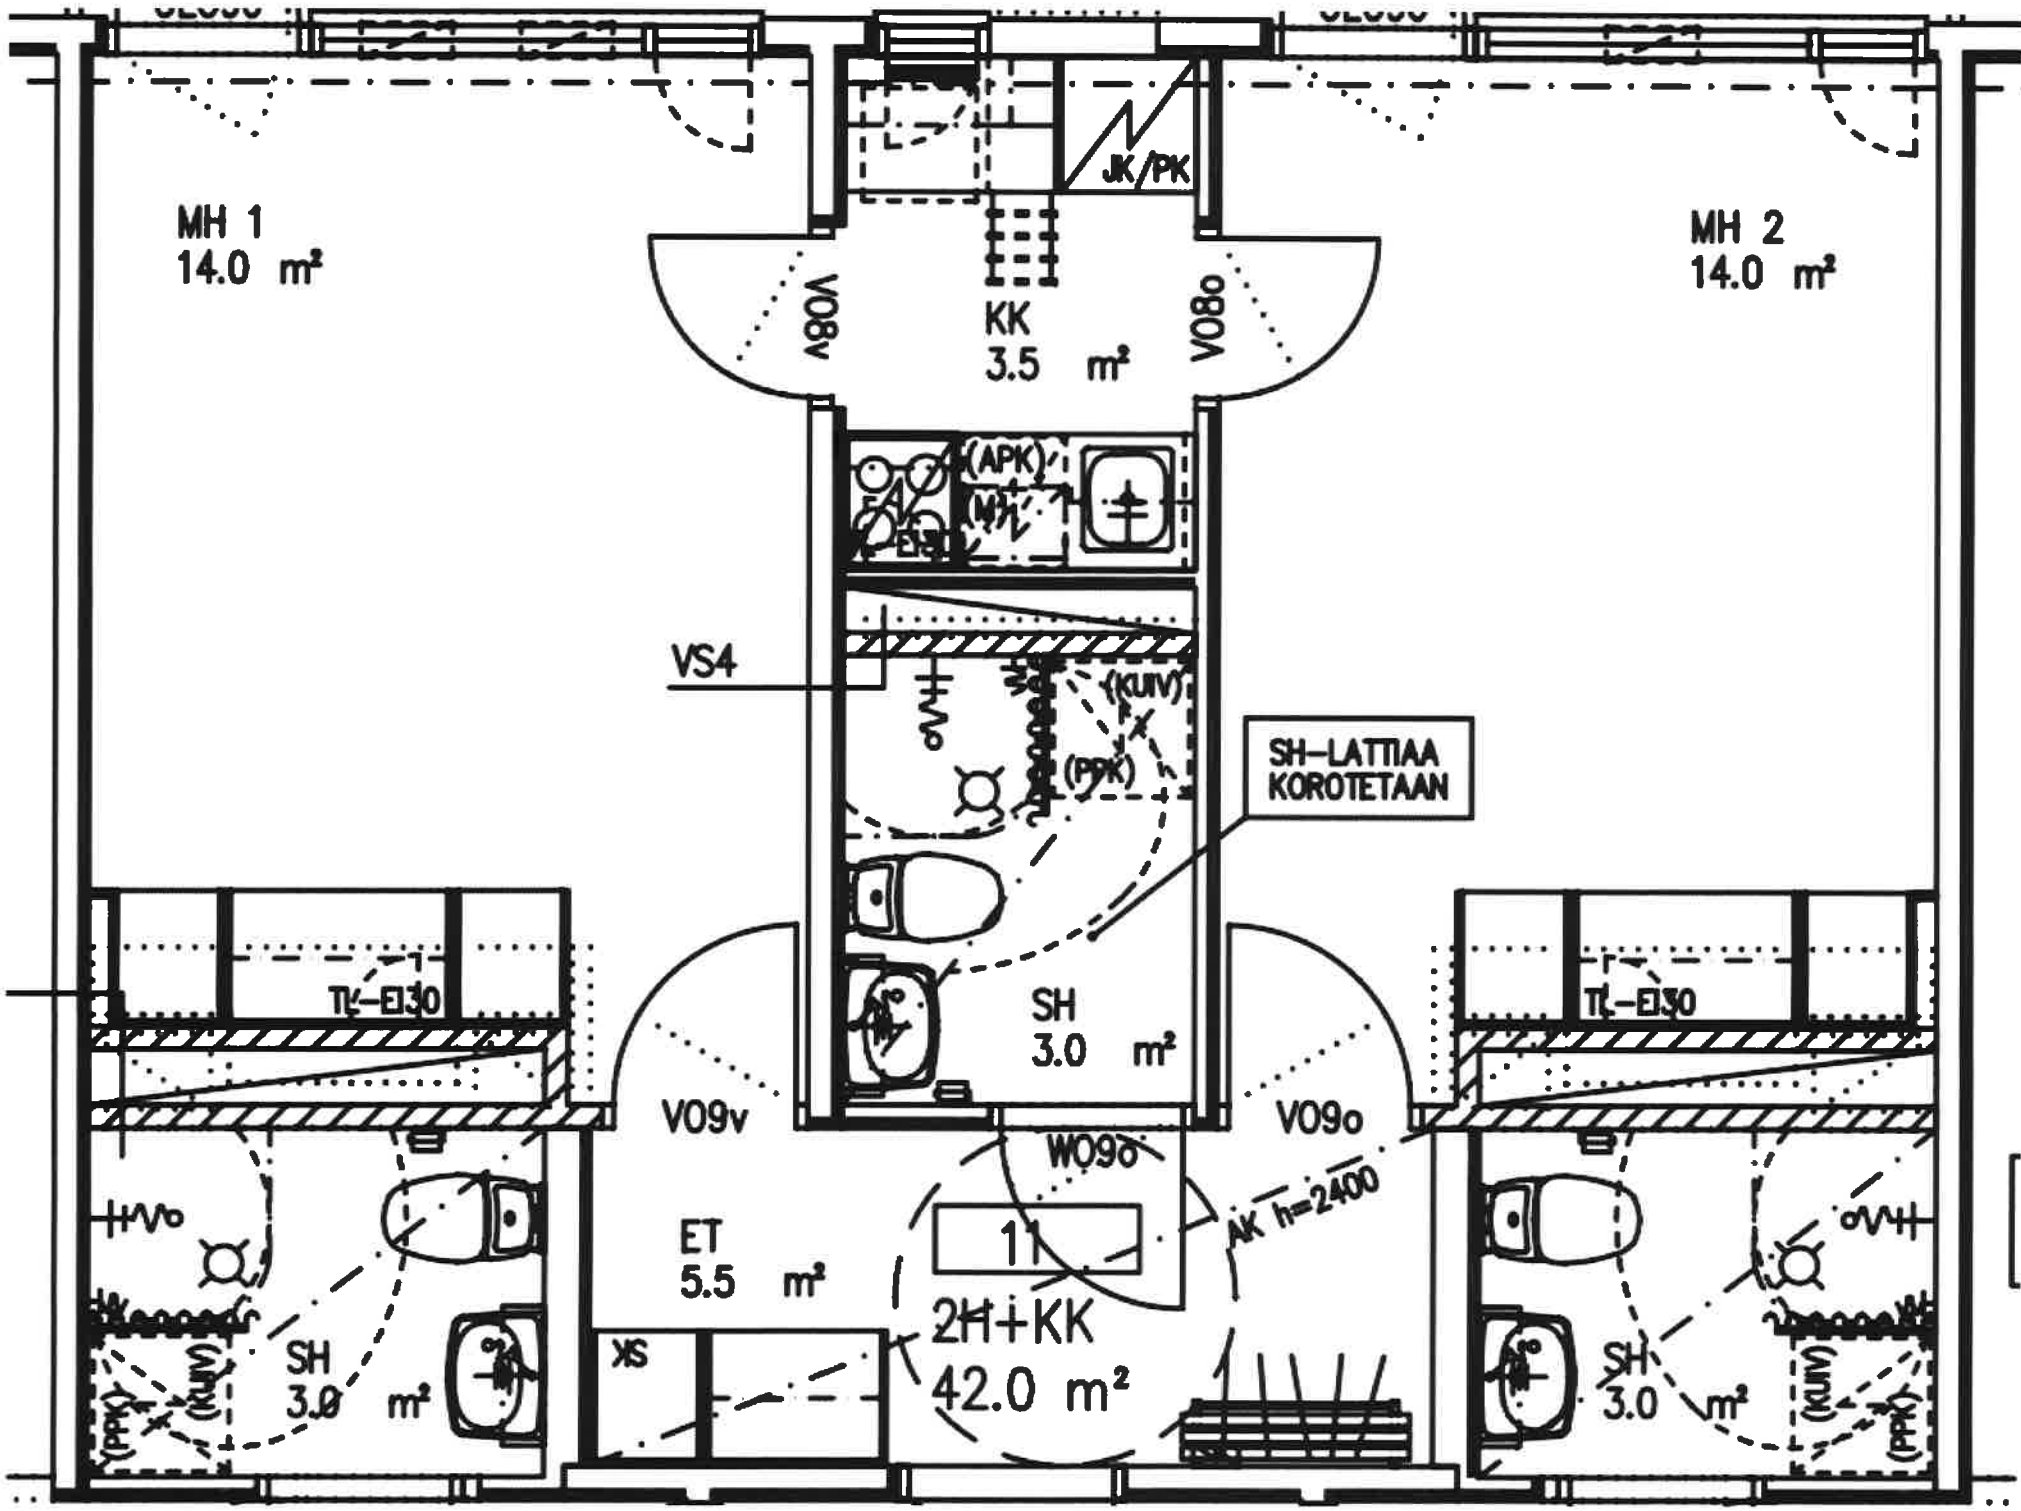 MH 1
14.0 m²
MH 2
14.0 m²
JK/PK
V08v
V08o
KK
3.5 m²
(APK)
(M)
VS4
(KUIV)
(PPK)
SH-LATTIAA
KOROTETAAN
TL-EI30
TL-EI30
SH
3.0 m²
V09v
V09o
W09o
AK h=2400
ET
5.5 m²
11
2H+KK
42.0 m²
SK
SH
3.0 m²
(PPK)
(KUIV)
SH
3.0 m²
(KUIV)
(PPK)